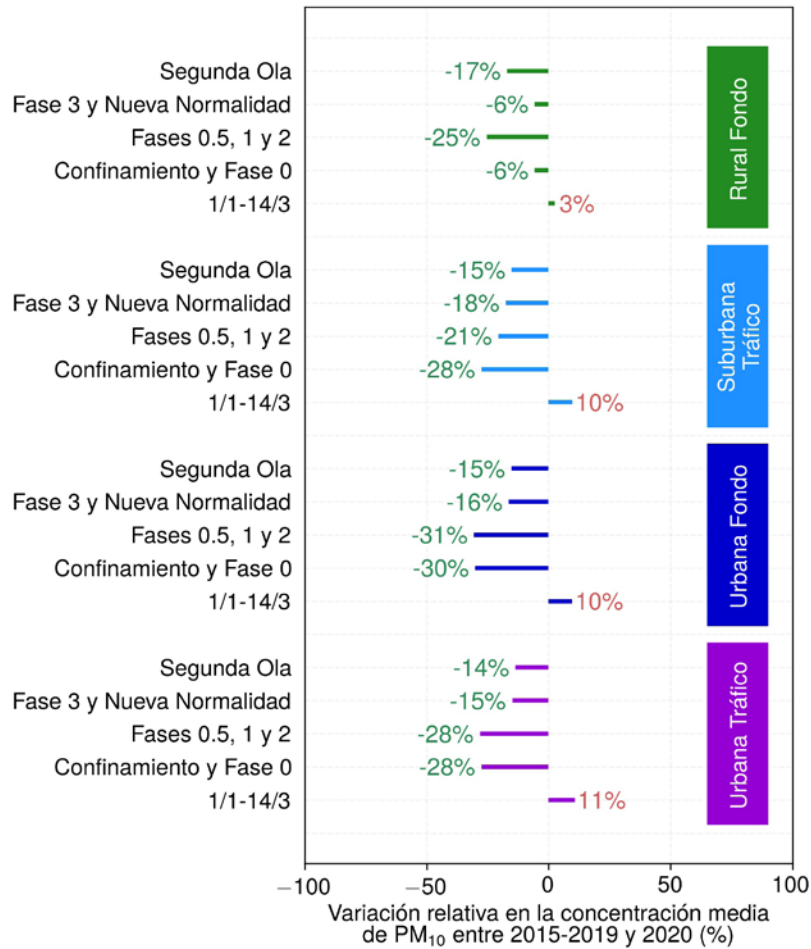 Segunda Ola -17%
Fase 3 y Nueva Normalidad -6%
Fases 0.5, 1 y 2 -25%
Confinamiento y Fase 0 -6%
1/1-14/3 3%
Rural Fondo
Segunda Ola -15%
Fase 3 y Nueva Normalidad -18%
Fases 0.5, 1 y 2 -21%
Confinamiento y Fase 0 -28%
1/1-14/3 10%
Suburbana
Tráfico
Segunda Ola -15%
Fase 3 y Nueva Normalidad -16%
Fases 0.5, 1 y 2 -31%
Confinamiento y Fase 0 -30%
1/1-14/3 10%
Urbana Fondo
Segunda Ola -14%
Fase 3 y Nueva Normalidad -15%
Fases 0.5, 1 y 2 -28%
Confinamiento y Fase 0 -28%
1/1-14/3 11%
Urbana Tráfico
−100 −50 0 50 100
Variación relativa en la concentración media
de PM₁₀ entre 2015-2019 y 2020 (%)